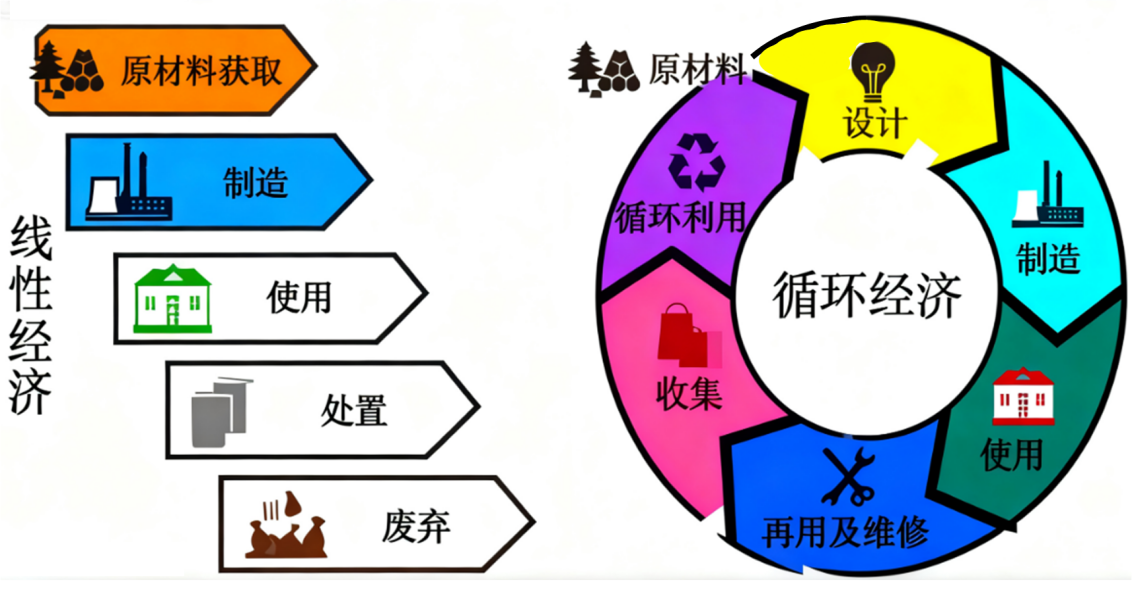 线性经济
原材料获取
制造
使用
处置
废弃
原材料
设计
制造
使用
再用及维修
收集
循环利用
循环经济